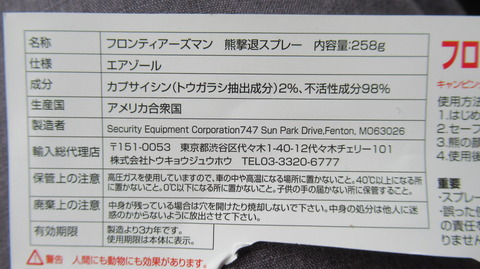 名称 フロンティアーズマン 熊撃退スプレー 内容量:258g
仕様 エアゾール
成分 カプサイシン(トウガラシ抽出成分)2%、不活性成分98%
生産国 アメリカ合衆国
製造者 Security Equipment Corporation747 Sun Park Drive,Fenton, MO63026
輸入総代理店 〒151-0053 東京都渋谷区代々木1-40-12代々木チェリー101
株式会社トウキョウジュウホウ TEL03-3320-6777
保管上の注意 高圧ガスを使用していますので、車の中や高温になる場所に置かないこと。40℃以上になる所
に置かないこと。0℃以下になる所に置かないこと。子供の手の届かない所に保管すること。
廃棄上の注意 中身が残っている場合は穴を開けたり焼却しないで下さい。中身の処分は他人に迷
惑のかからないように放出させて下さい。
有効期限 製造より3カ年です。
使用期限は本体に表示。
警告 人間にも動物にも効果があります。
フロ
キャンピン
使用方法
1.はじめ
2.セーフ
3.熊の顔
4.使用後
重要
・スプレー
・誤った使
の責任を
りません